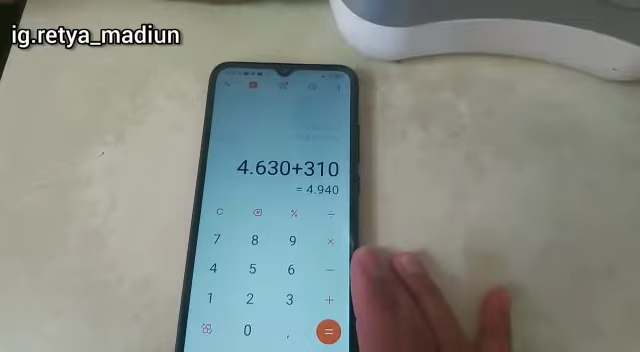 ig.retya_madiun
4.630+310
= 4.940
C % ÷
7 8 9 ×
4 5 6 −
1 2 3 +
0 , =